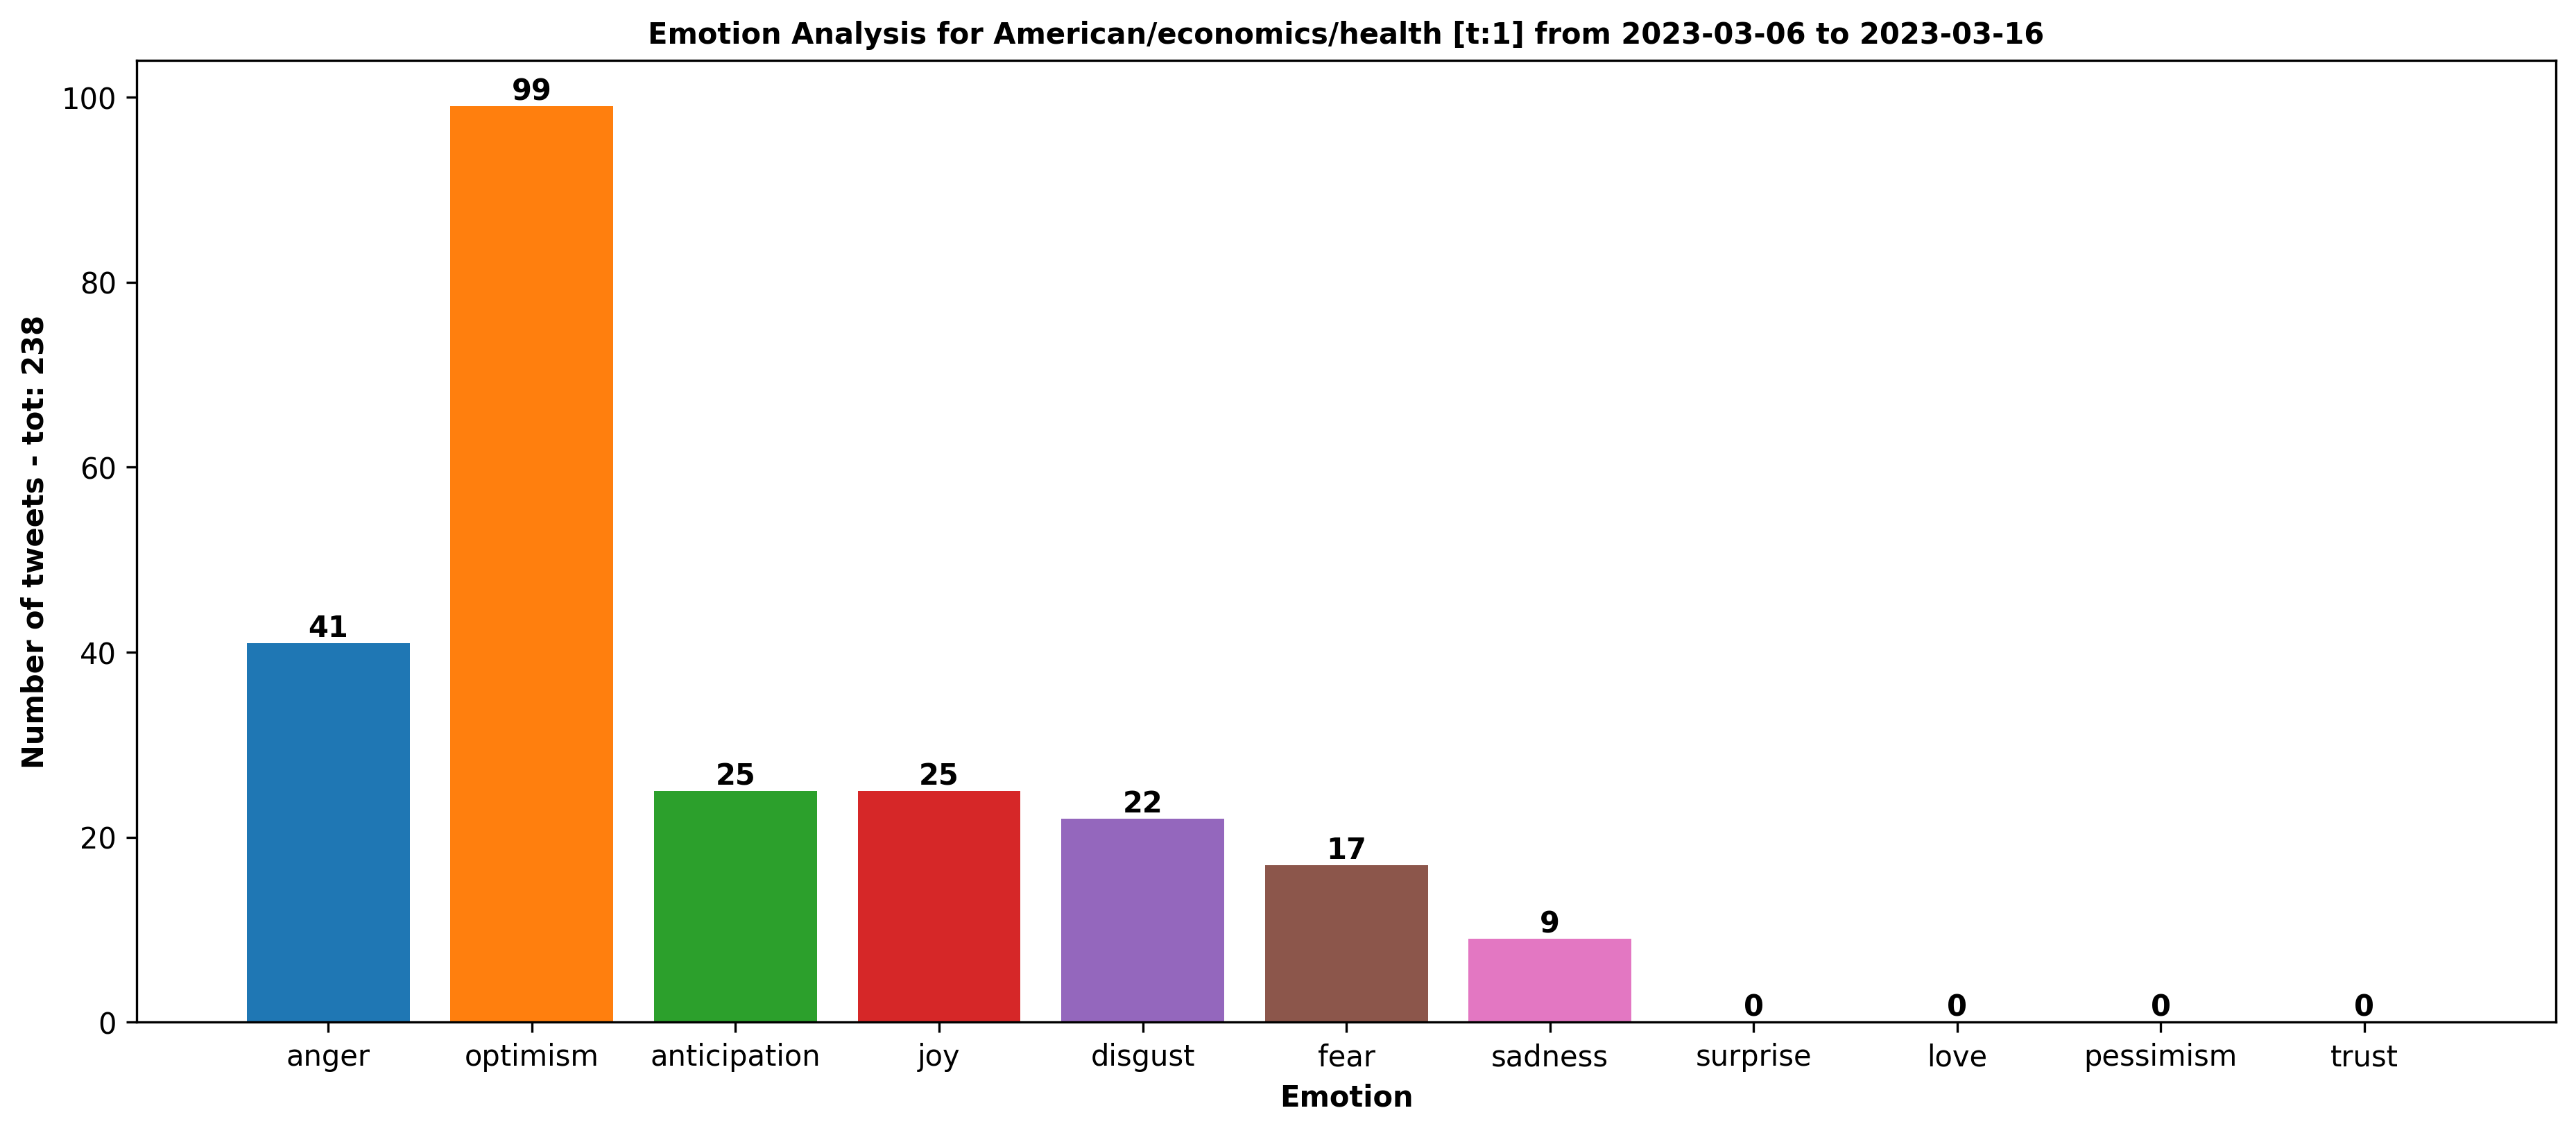 Emotion Analysis for American/economics/health [t:1] from 2023-03-06 to 2023-03-16
Number of tweets - tot: 238
100
80
60
40
20
0
41
99
25
25
22
17
9
0
0
0
0
anger
optimism
anticipation
joy
disgust
fear
sadness
surprise
love
pessimism
trust
Emotion